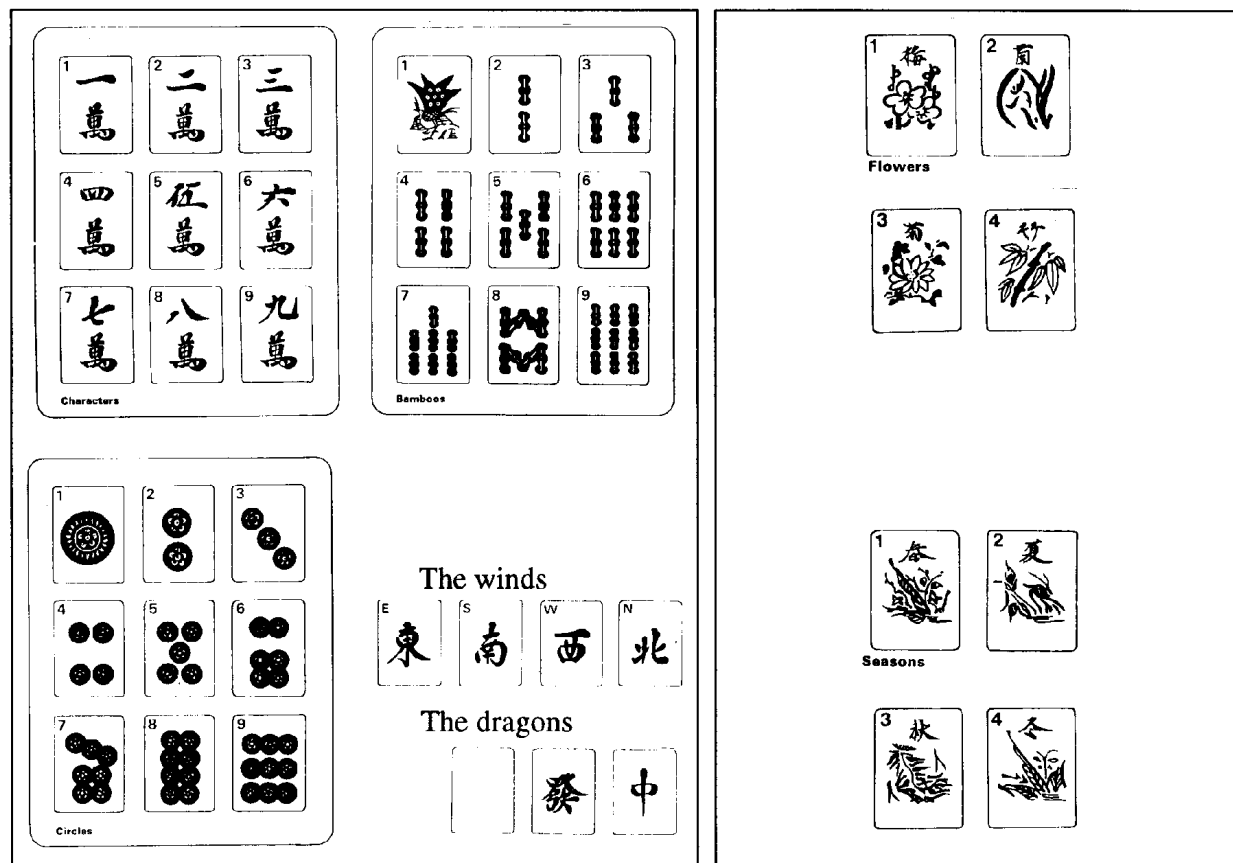 1 2 3
一 二 三
萬 萬 萬
4 5 6
四 伍 六
萬 萬 萬
7 8 9
七 八 九
萬 萬 萬
Characters
1 2 3
4 5 6
7 8 9
Bamboos
1 2 3
4 5 6
7 8 9
Circles
The winds
E S W N
東 南 西 北
The dragons
發 中
1 2
梅
Flowers
3 4
菊 竹
1 2
春 夏
Seasons
3 4
秋 冬